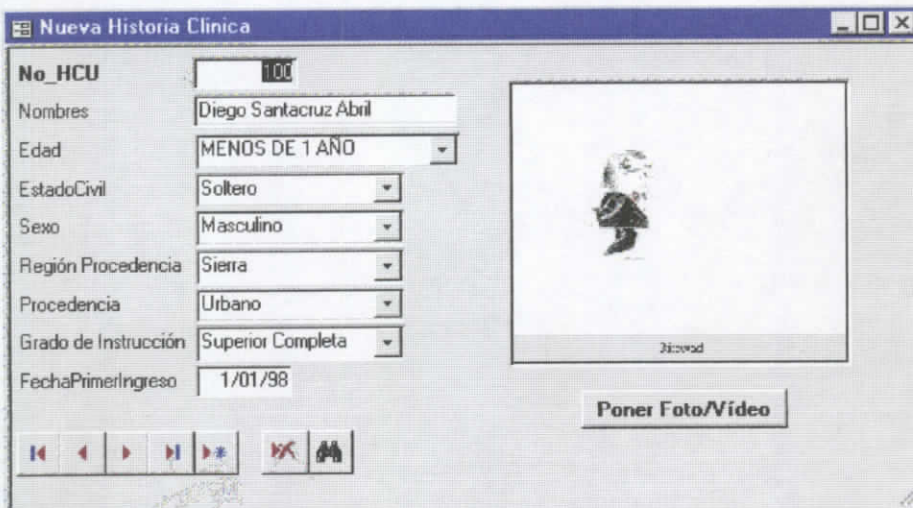 Nueva Historia Clinica
No_HCU 100
Nombres Diego Santacruz Abril
Edad MENOS DE 1 AÑO
EstadoCivil Soltero
Sexo Masculino
Región Procedencia Sierra
Procedencia Urbano
Grado de Instrucción Superior Completa
FechaPrimerIngreso 1/01/98
Poner Foto/Vídeo